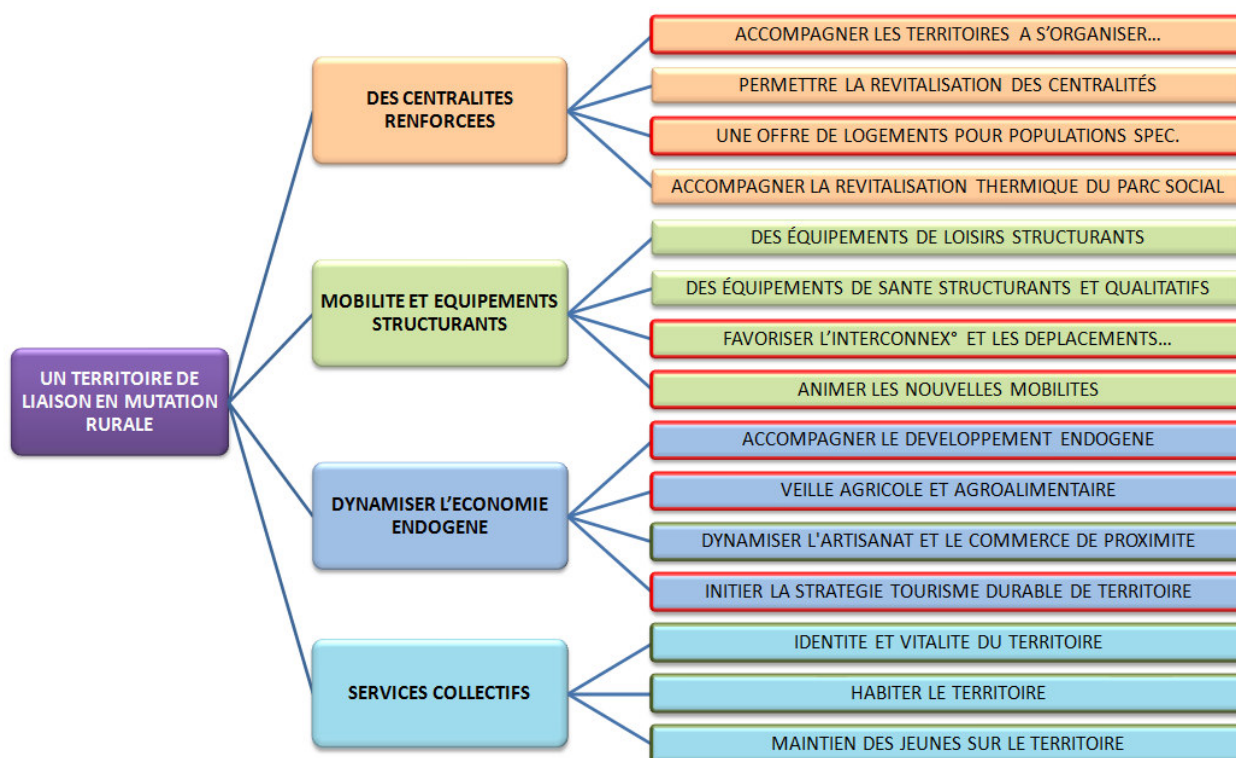 UN TERRITOIRE DE
LIAISON EN MUTATION
RURALE
DES CENTRALITES
RENFORCEES
ACCOMPAGNER LES TERRITOIRES A S'ORGANISER…
PERMETTRE LA REVITALISATION DES CENTRALITÉS
UNE OFFRE DE LOGEMENTS POUR POPULATIONS SPEC.
ACCOMPAGNER LA REVITALISATION THERMIQUE DU PARC SOCIAL
MOBILITE ET EQUIPEMENTS
STRUCTURANTS
DES ÉQUIPEMENTS DE LOISIRS STRUCTURANTS
DES ÉQUIPEMENTS DE SANTE STRUCTURANTS ET QUALITATIFS
FAVORISER L'INTERCONNEX° ET LES DEPLACEMENTS…
ANIMER LES NOUVELLES MOBILITES
DYNAMISER L'ECONOMIE
ENDOGENE
ACCOMPAGNER LE DEVELOPPEMENT ENDOGENE
VEILLE AGRICOLE ET AGROALIMENTAIRE
DYNAMISER L'ARTISANAT ET LE COMMERCE DE PROXIMITE
INITIER LA STRATEGIE TOURISME DURABLE DE TERRITOIRE
SERVICES COLLECTIFS
IDENTITE ET VITALITE DU TERRITOIRE
HABITER LE TERRITOIRE
MAINTIEN DES JEUNES SUR LE TERRITOIRE